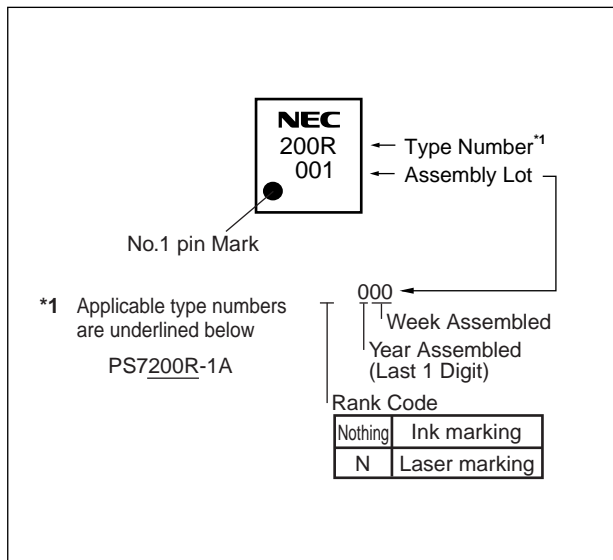 NEC
200R
001
Type Number*1
Assembly Lot
No.1 pin Mark
*1 Applicable type numbers
are underlined below
PS7200R-1A
000
Week Assembled
Year Assembled
(Last 1 Digit)
Rank Code
Nothing Ink marking
N Laser marking